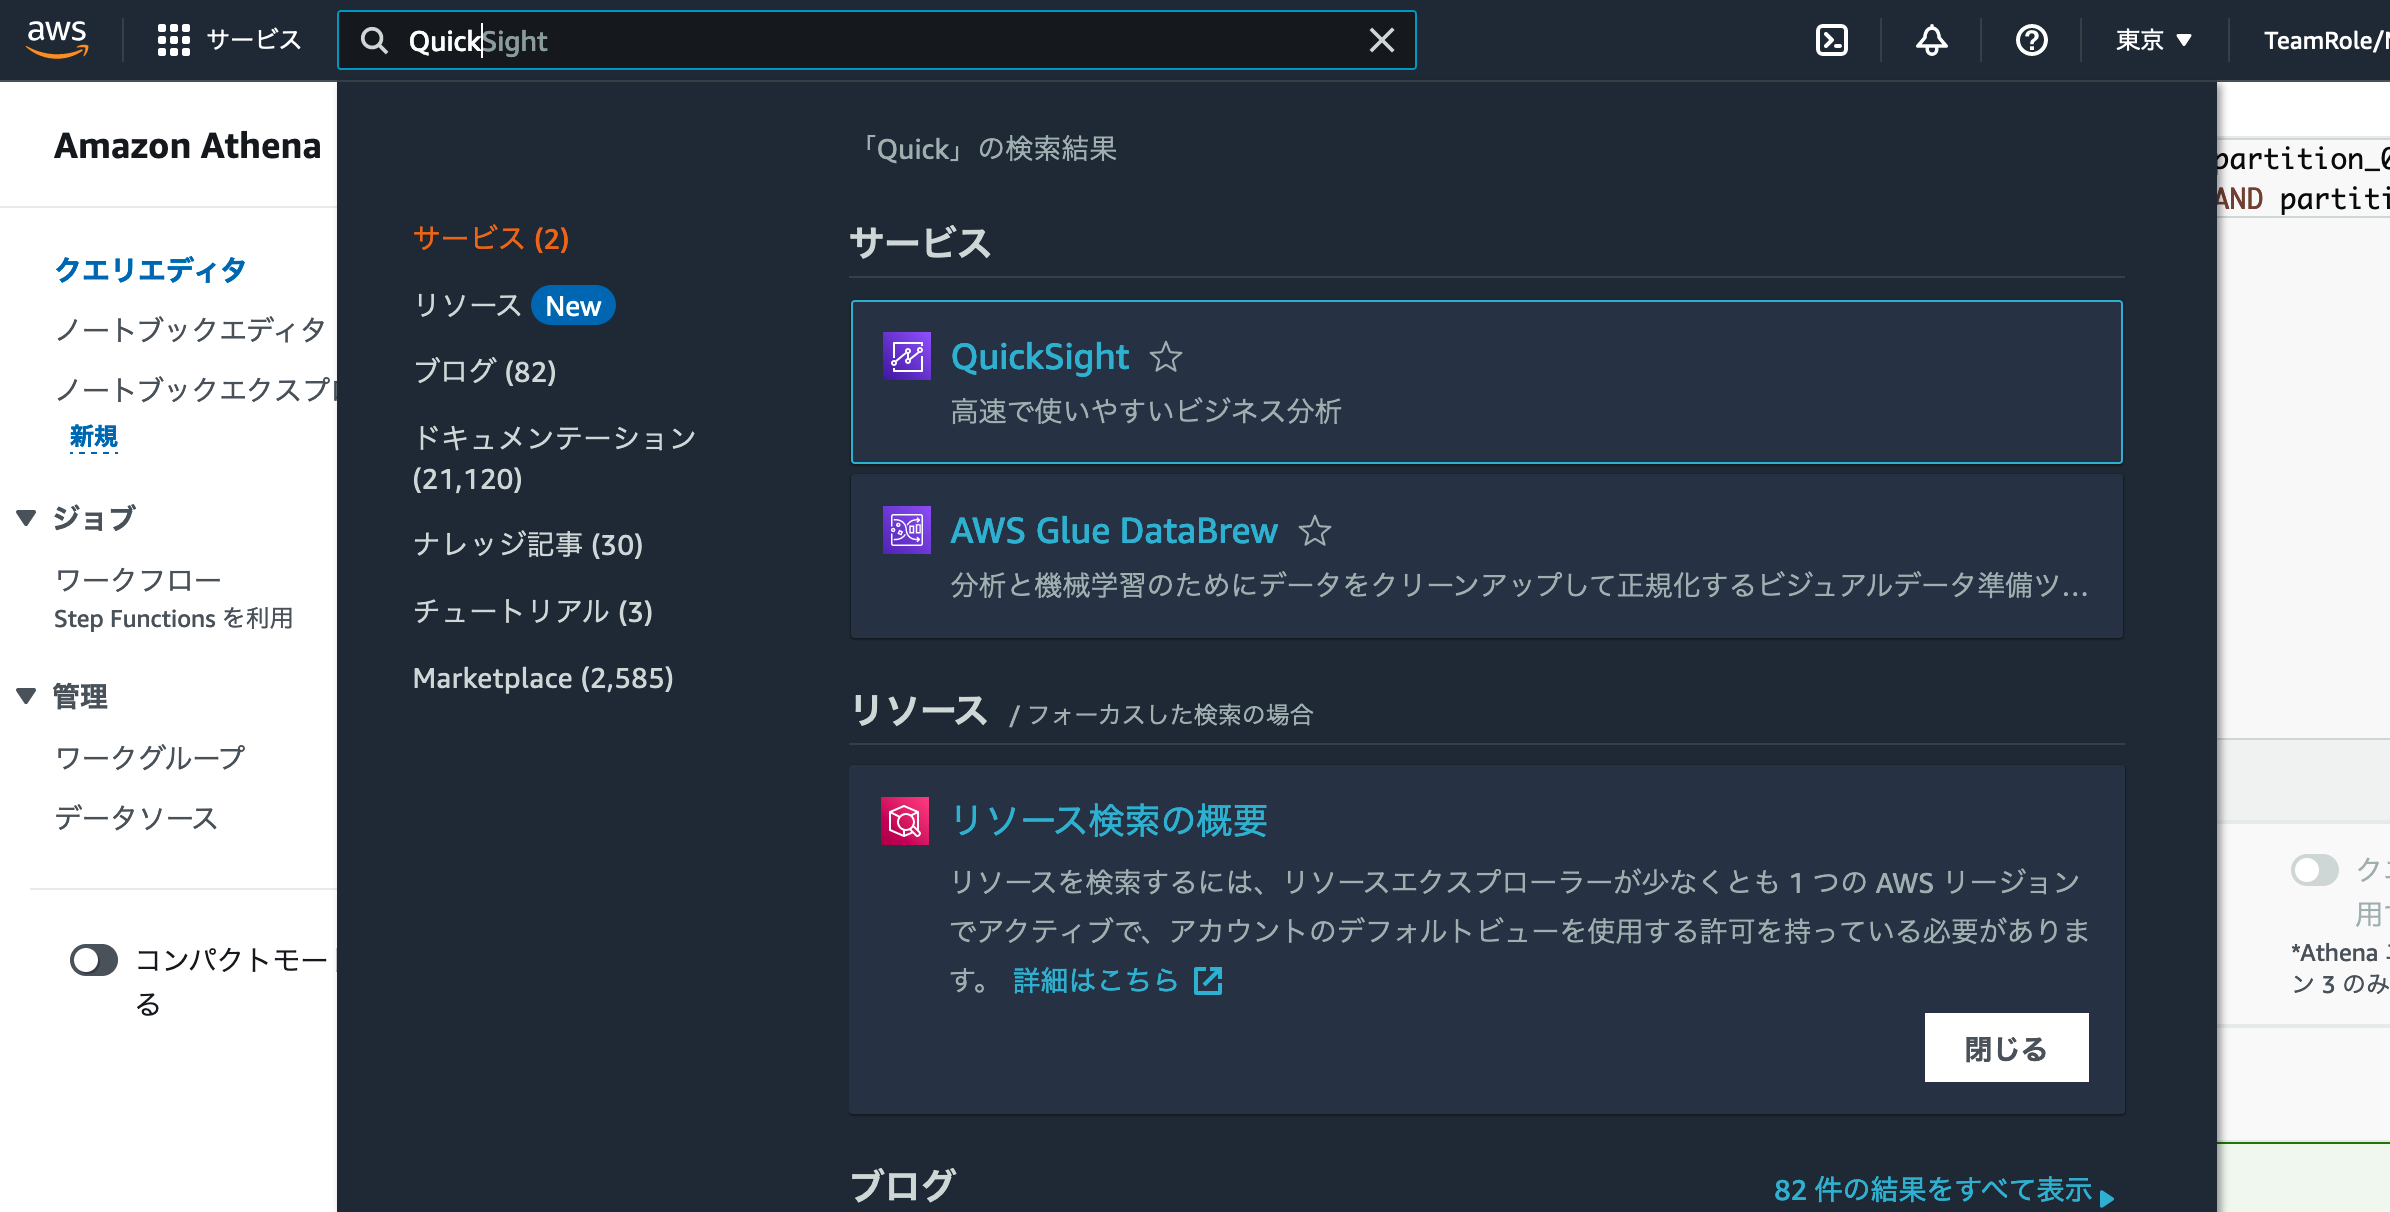 aws
サービス
QuickSight
東京 ▼
TeamRole/
Amazon Athena
クエリエディタ
ノートブックエディタ
ノートブックエクスプ
新規
▼ ジョブ
ワークフロー
Step Functions を利用
▼ 管理
ワークグループ
データソース
コンパクトモー
る
「Quick」の検索結果
サービス (2)
リソース New
ブログ (82)
ドキュメンテーション
(21,120)
ナレッジ記事 (30)
チュートリアル (3)
Marketplace (2,585)
サービス
QuickSight
高速で使いやすいビジネス分析
AWS Glue DataBrew
分析と機械学習のためにデータをクリーンアップして正規化するビジュアルデータ準備ツ...
リソース / フォーカスした検索の場合
リソース検索の概要
リソースを検索するには、リソースエクスプローラーが少なくとも 1 つの AWS リージョン
でアクティブで、アカウントのデフォルトビューを使用する許可を持っている必要がありま
す。 詳細はこちら
閉じる
ブログ
82 件の結果をすべて表示
partition_0
AND partiti
ク
用
*Athena
ン 3 のみ